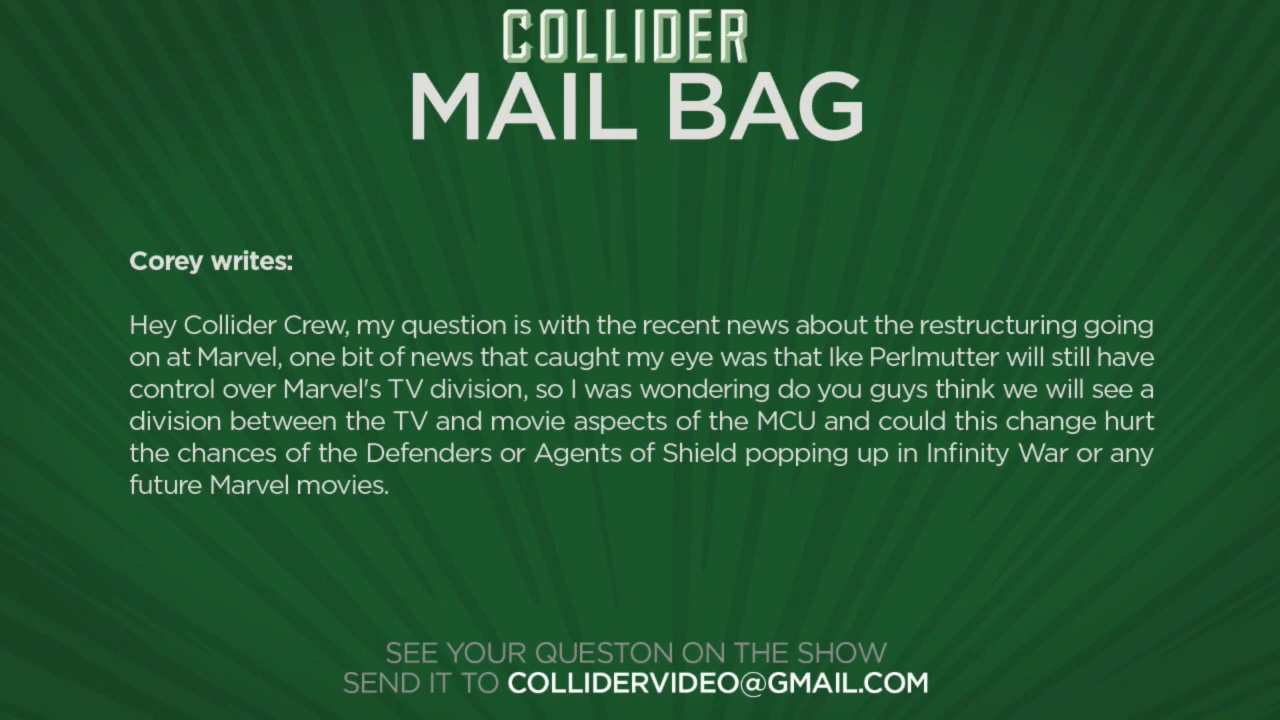 COLLIDER
MAIL BAG
Corey writes:
Hey Collider Crew, my question is with the recent news about the restructuring going
on at Marvel, one bit of news that caught my eye was that Ike Perlmutter will still have
control over Marvel's TV division, so I was wondering do you guys think we will see a
division between the TV and movie aspects of the MCU and could this change hurt
the chances of the Defenders or Agents of Shield popping up in Infinity War or any
future Marvel movies.
SEE YOUR QUESTON ON THE SHOW
SEND IT TO COLLIDERVIDEO@GMAIL.COM